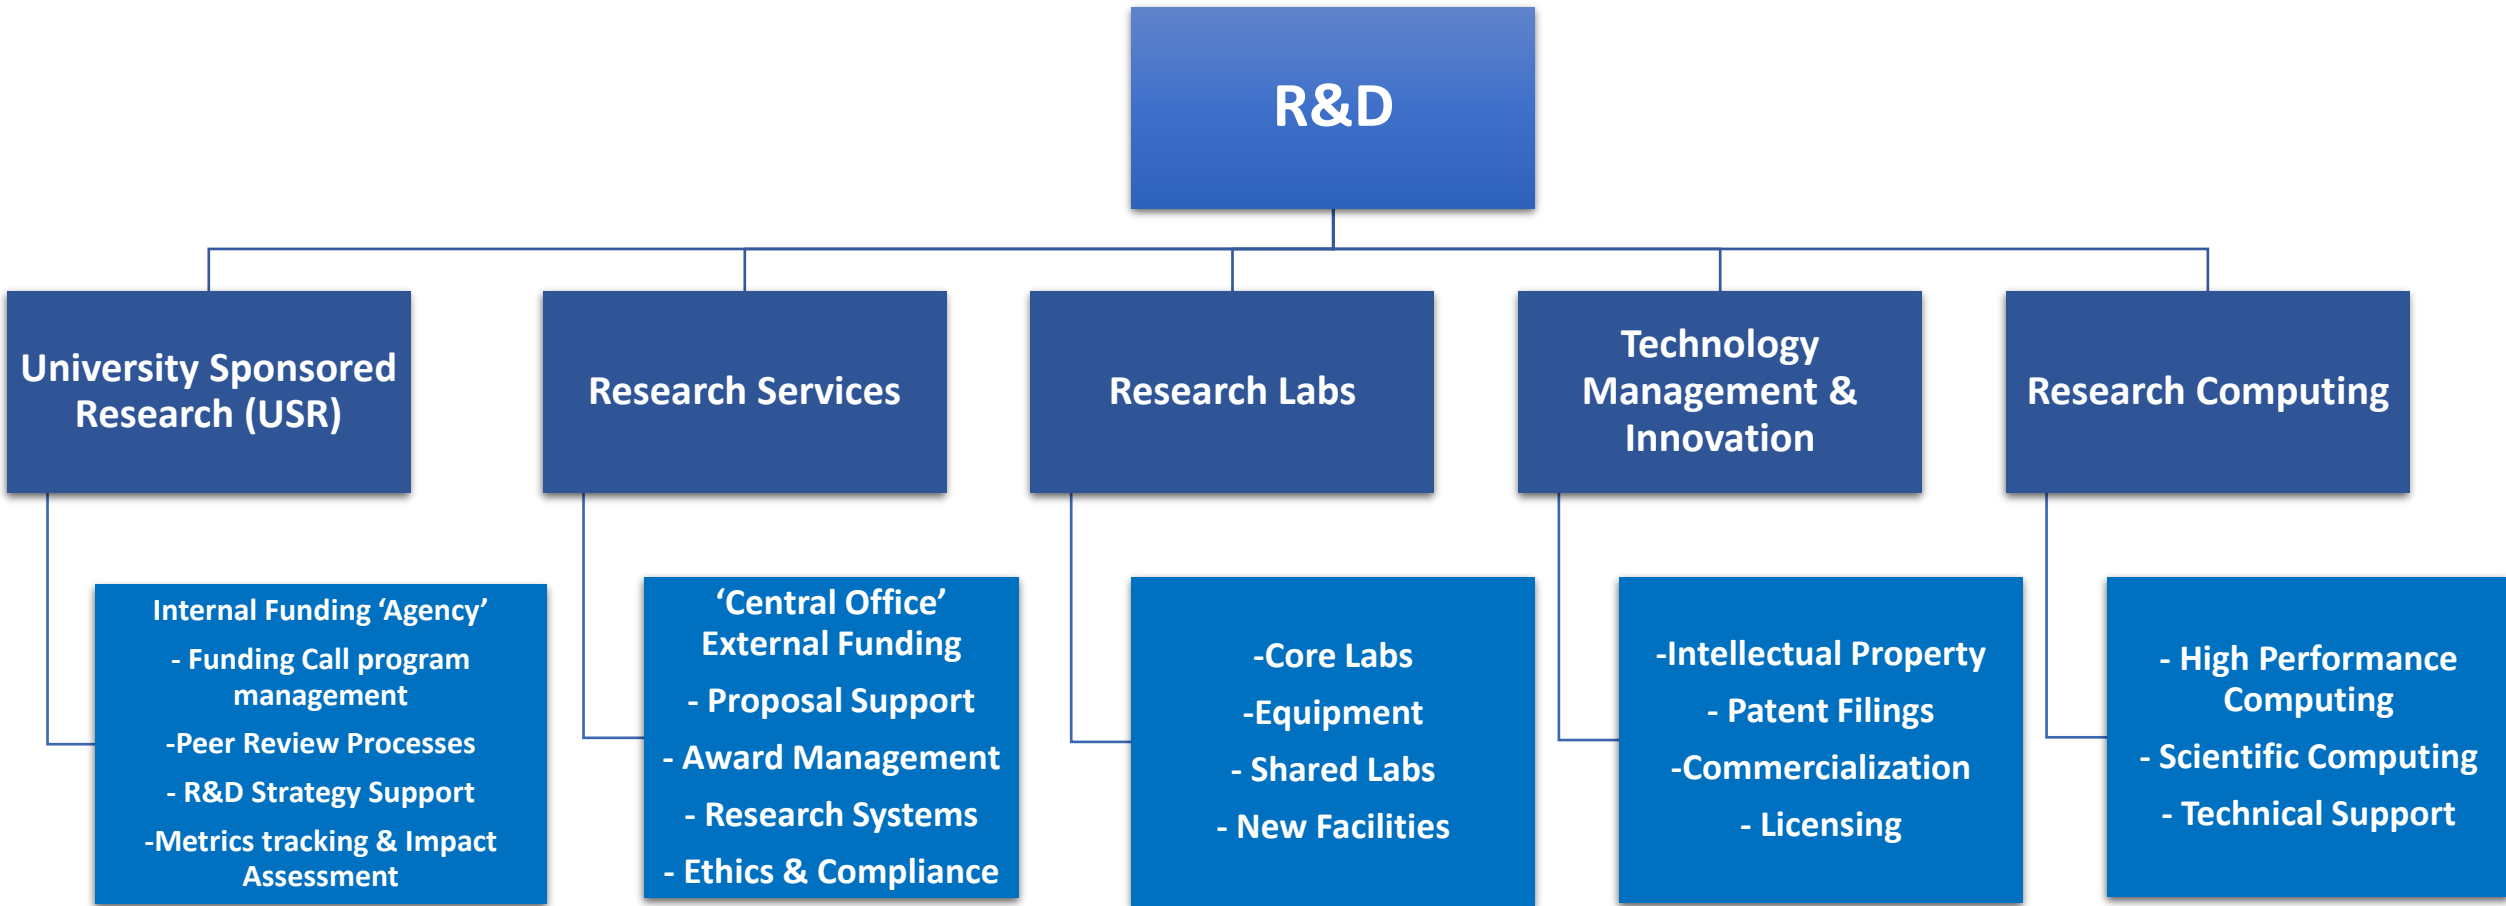 R&D
University Sponsored
Research (USR)
Research Services
Research Labs
Technology
Management &
Innovation
Research Computing
Internal Funding ‘Agency’
- Funding Call program
management
-Peer Review Processes
- R&D Strategy Support
-Metrics tracking & Impact
Assessment
‘Central Office’
External Funding
- Proposal Support
- Award Management
- Research Systems
- Ethics & Compliance
-Core Labs
-Equipment
- Shared Labs
- New Facilities
-Intellectual Property
- Patent Filings
-Commercialization
- Licensing
- High Performance
Computing
- Scientific Computing
- Technical Support